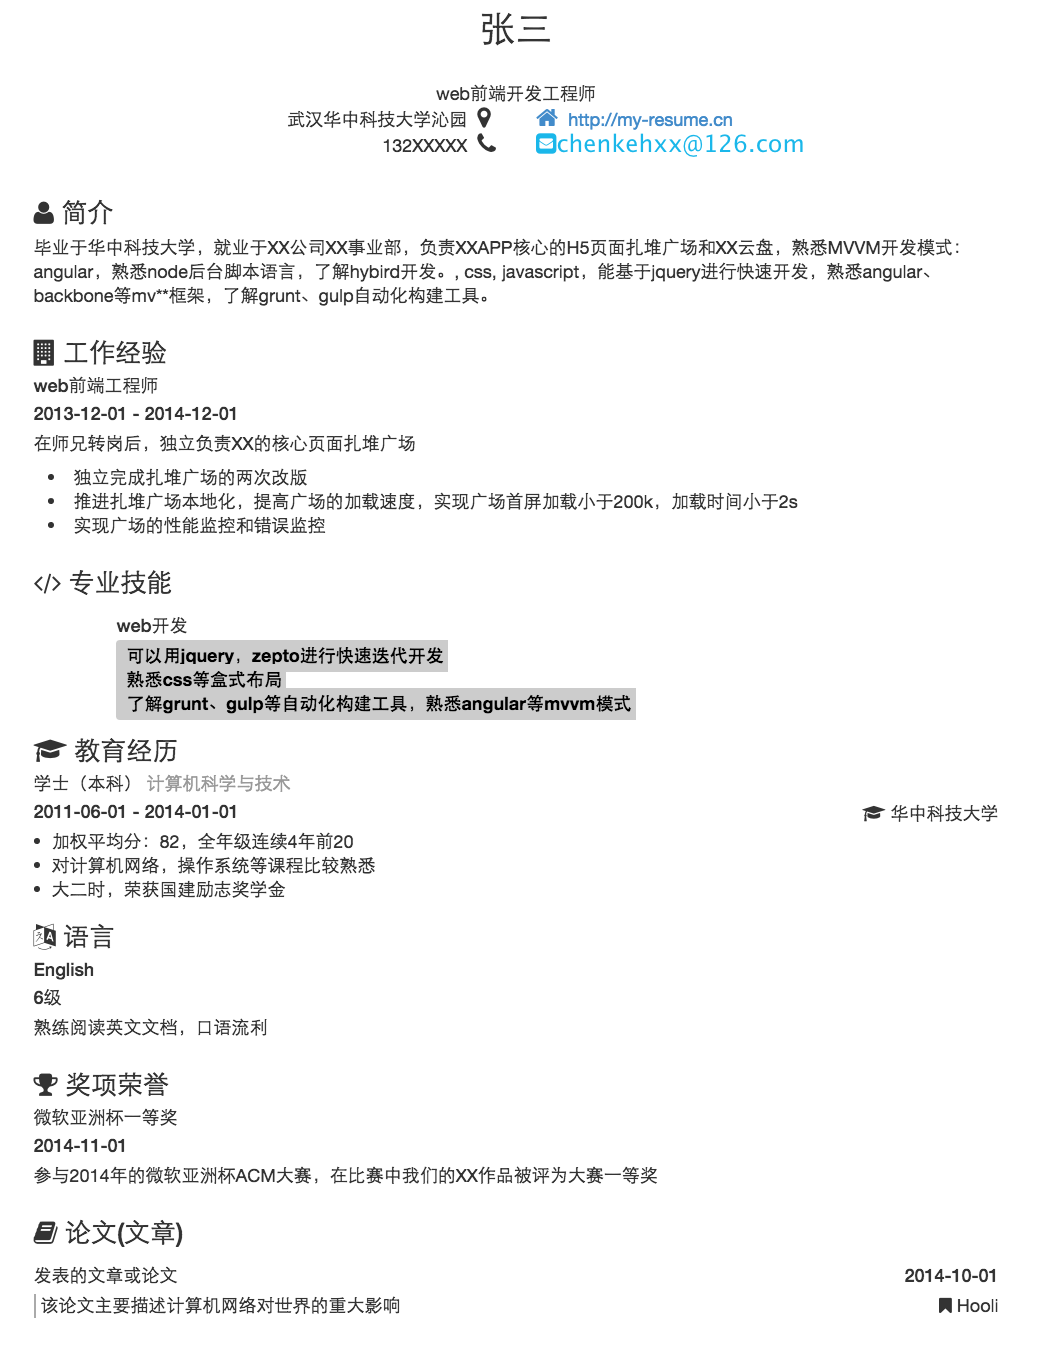 张三
web前端开发工程师
武汉华中科技大学沁园
http://my-resume.cn
132XXXXX
chenkehxx@126.com
简介
毕业于华中科技大学，就业于XX公司XX事业部，负责XXAPP核心的H5页面扎堆广场和XX云盘，熟悉MVVM开发模式：
angular，熟悉node后台脚本语言，了解hybird开发。, css, javascript，能基于jquery进行快速开发，熟悉angular、
backbone等mv**框架，了解grunt、gulp自动化构建工具。
工作经验
web前端工程师
2013-12-01 - 2014-12-01
在师兄转岗后，独立负责XX的核心页面扎堆广场
• 独立完成扎堆广场的两次改版
• 推进扎堆广场本地化，提高广场的加载速度，实现广场首屏加载小于200k，加载时间小于2s
• 实现广场的性能监控和错误监控
</> 专业技能
web开发
可以用jquery，zepto进行快速迭代开发
熟悉css等盒式布局
了解grunt、gulp等自动化构建工具，熟悉angular等mvvm模式
教育经历
学士（本科） 计算机科学与技术
2011-06-01 - 2014-01-01
华中科技大学
• 加权平均分：82，全年级连续4年前20
• 对计算机网络，操作系统等课程比较熟悉
• 大二时，荣获国建励志奖学金
语言
English
6级
熟练阅读英文文档，口语流利
奖项荣誉
微软亚洲杯一等奖
2014-11-01
参与2014年的微软亚洲杯ACM大赛，在比赛中我们的XX作品被评为大赛一等奖
论文(文章)
发表的文章或论文
2014-10-01
该论文主要描述计算机网络对世界的重大影响
Hooli